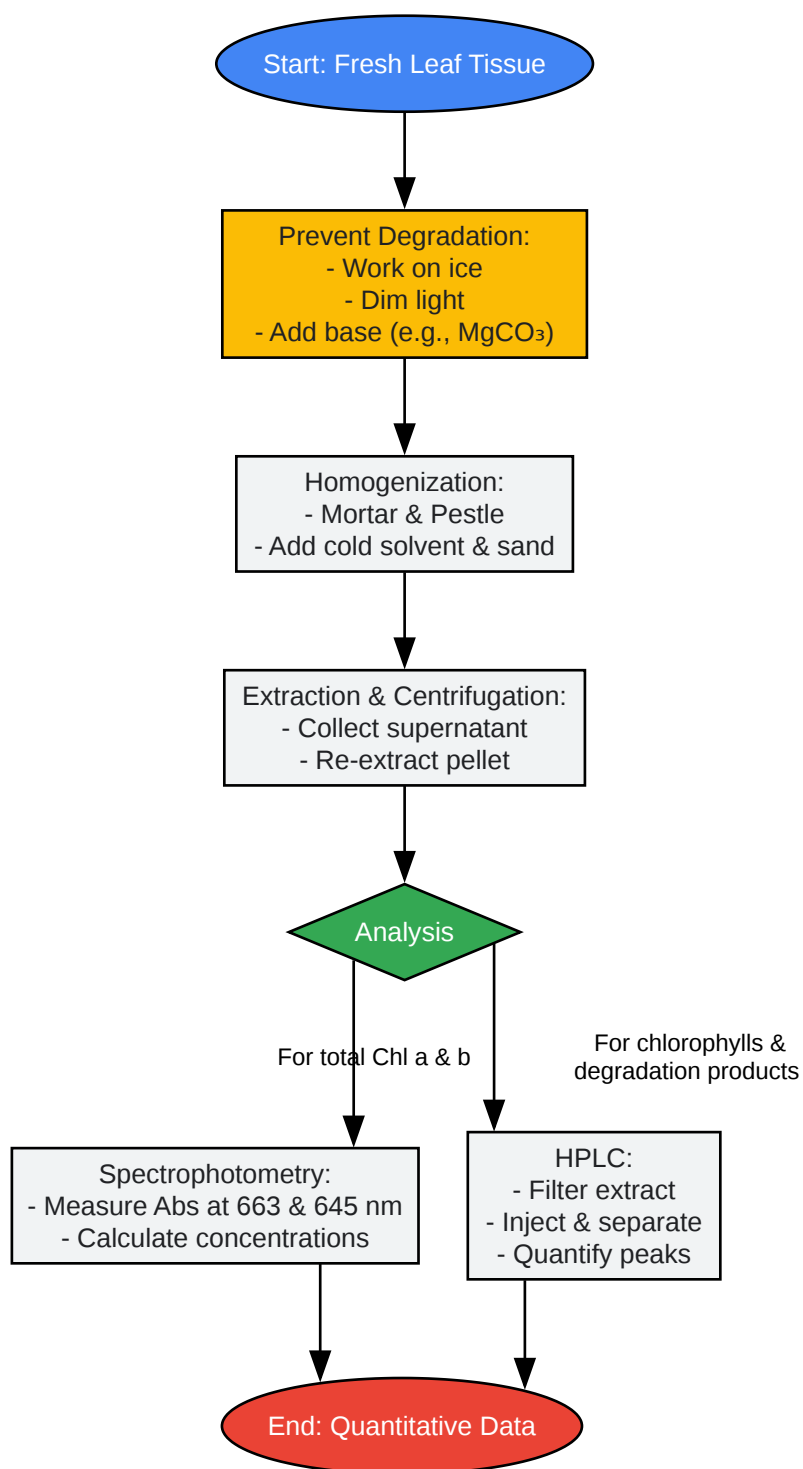 Start: Fresh Leaf Tissue
Prevent Degradation:
- Work on ice
- Dim light
- Add base (e.g., MgCO₃)
Homogenization:
- Mortar & Pestle
- Add cold solvent & sand
Extraction & Centrifugation:
- Collect supernatant
- Re-extract pellet
Analysis
For total Chl a & b
For chlorophylls &
degradation products
Spectrophotometry:
- Measure Abs at 663 & 645 nm
- Calculate concentrations
HPLC:
- Filter extract
- Inject & separate
- Quantify peaks
End: Quantitative Data